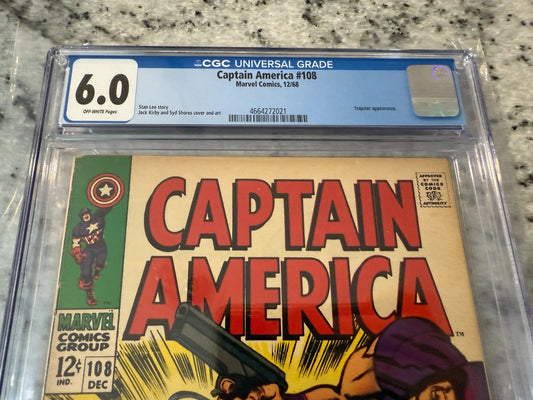 CGC UNIVERSAL GRADE
6.0
OFF-WHITE Pages
Captain America #108
Marvel Comics, 12/68
Stan Lee story
Jack Kirby and Syd Shores cover and art
4664272021
Trapster appearance.
CAPTAIN
AMERICA™
APPROVED
BY THE
COMICS
CODE
AUTHORITY
MARVEL
COMICS
GROUP
12¢
IND.
108
DEC